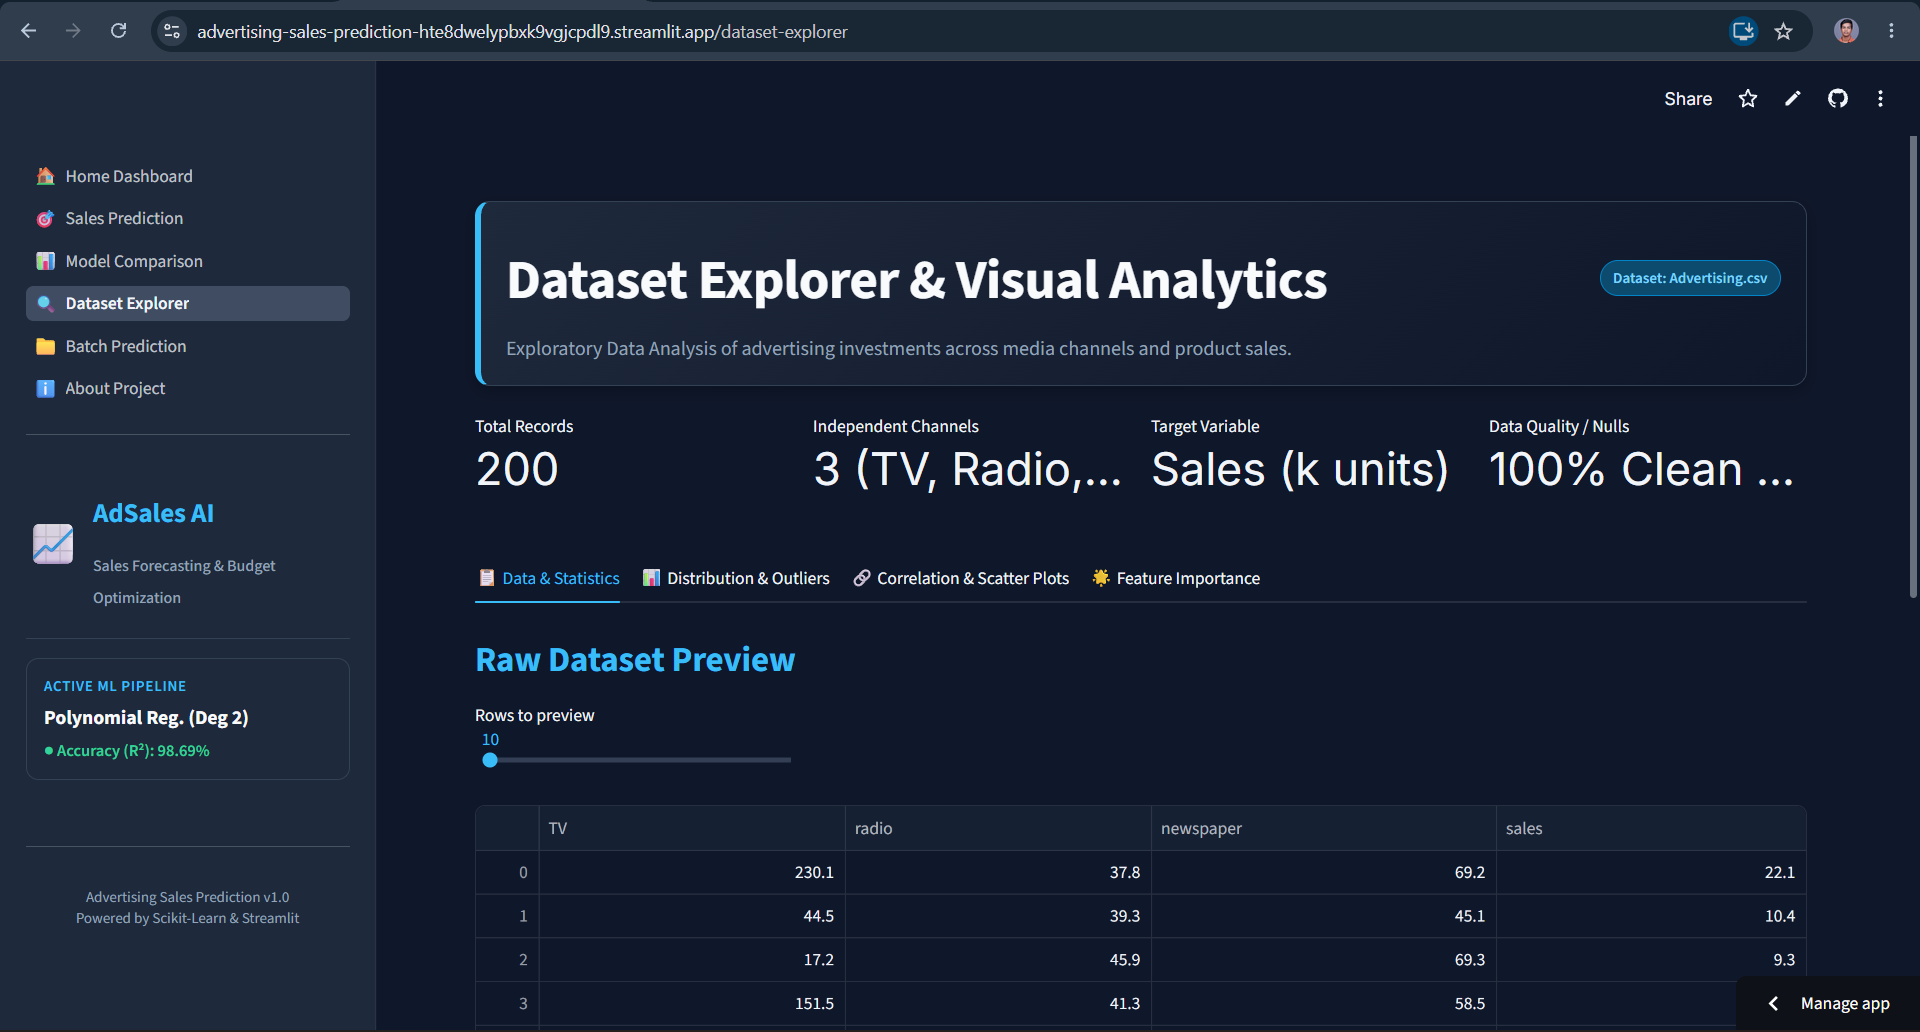 advertising-sales-prediction-hte8dwelypbxk9vgjcpdl9.streamlit.app/dataset-explorer
Share
🏠 Home Dashboard
🎯 Sales Prediction
📊 Model Comparison
🔍 Dataset Explorer
📁 Batch Prediction
ℹ️ About Project
AdSales AI
Sales Forecasting & Budget
Optimization
ACTIVE ML PIPELINE
Polynomial Reg. (Deg 2)
● Accuracy (R²): 98.69%
Advertising Sales Prediction v1.0
Powered by Scikit-Learn & Streamlit
Dataset Explorer & Visual Analytics
Dataset: Advertising.csv
Exploratory Data Analysis of advertising investments across media channels and product sales.
Total Records Independent Channels Target Variable Data Quality / Nulls
200 3 (TV, Radio,... Sales (k units) 100% Clean ...
📋 Data & Statistics 📊 Distribution & Outliers 🔗 Correlation & Scatter Plots 🌟 Feature Importance
Raw Dataset Preview
Rows to preview
10
TV radio newspaper sales
0 230.1 37.8 69.2 22.1
1 44.5 39.3 45.1 10.4
2 17.2 45.9 69.3 9.3
3 151.5 41.3 58.5
Manage app